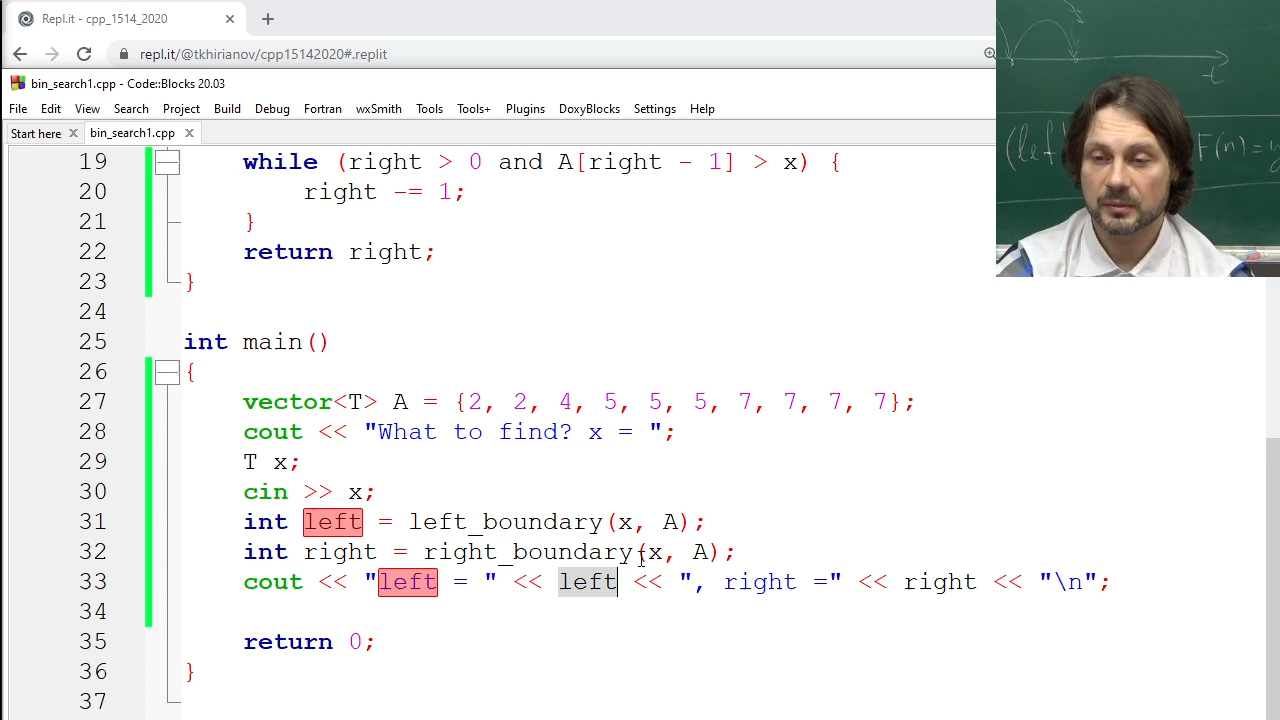 Repl.it - cpp_1514_2020
repl.it/@tkhirianov/cpp15142020#.replit
bin_search1.cpp - Code::Blocks 20.03
File Edit View Search Project Build Debug Fortran wxSmith Tools Tools+ Plugins DoxyBlocks Settings Help
Start here bin_search1.cpp
19 while (right > 0 and A[right - 1] > x) {
20 right -= 1;
21 }
22 return right;
23 }
24
25 int main()
26 {
27 vector<T> A = {2, 2, 4, 5, 5, 5, 7, 7, 7, 7};
28 cout << "What to find? x = ";
29 T x;
30 cin >> x;
31 int left = left_boundary(x, A);
32 int right = right_boundary(x, A);
33 cout << "left = " << left << ", right =" << right << "\n";
34
35 return 0;
36 }
37
t
F(n)=